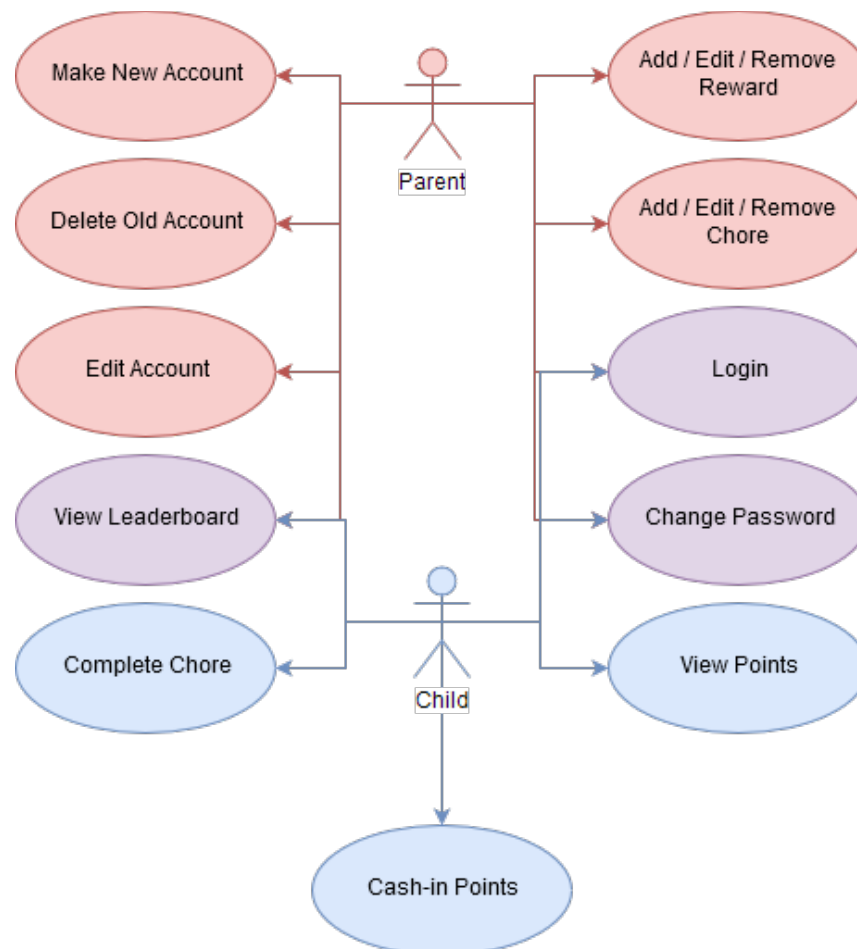 Make New Account
Add / Edit / Remove
Reward
Parent
Delete Old Account
Add / Edit / Remove
Chore
Edit Account
Login
View Leaderboard
Change Password
Complete Chore
Child
View Points
Cash-in Points